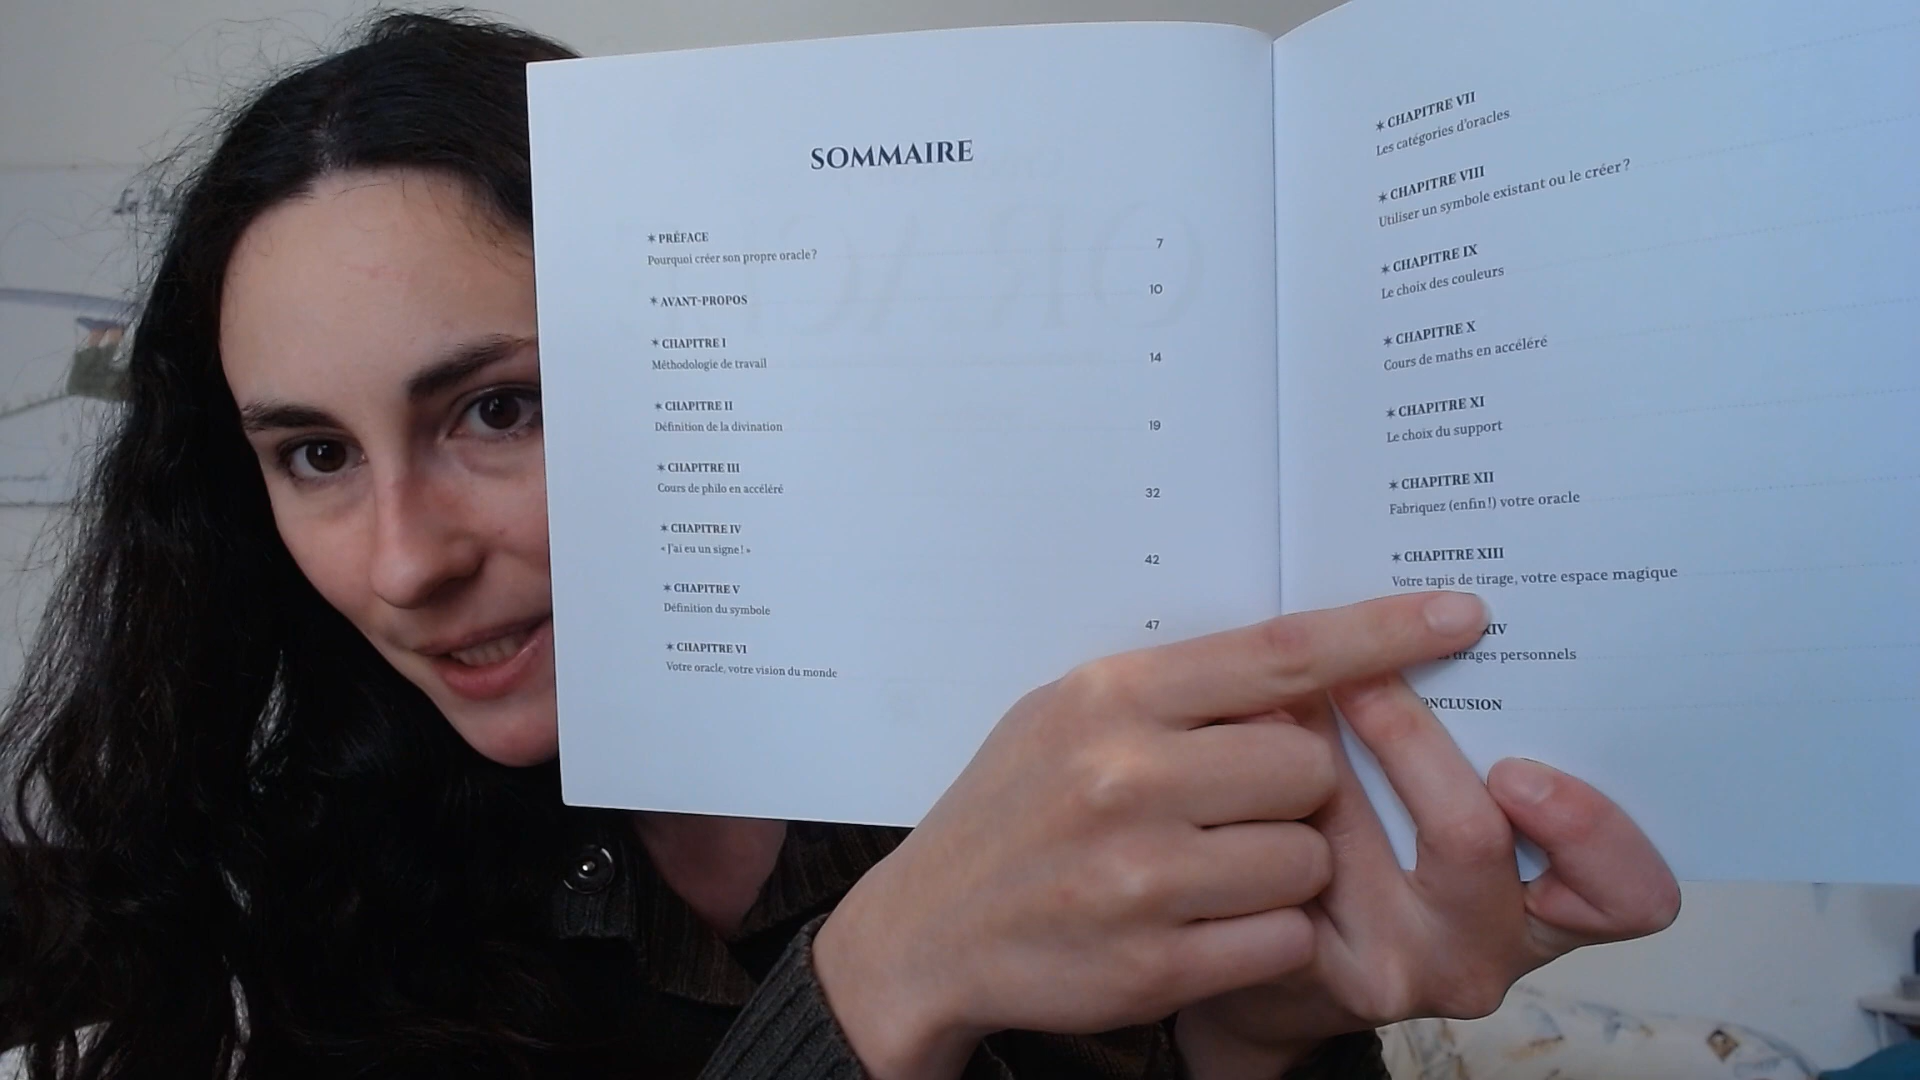 SOMMAIRE
✶ PRÉFACE
Pourquoi créer son propre oracle ? 7
✶ AVANT-PROPOS 10
✶ CHAPITRE I
Méthodologie de travail 14
✶ CHAPITRE II
Définition de la divination 19
✶ CHAPITRE III
Cours de philo en accéléré 32
✶ CHAPITRE IV
« J'ai eu un signe ! » 42
✶ CHAPITRE V
Définition du symbole 47
✶ CHAPITRE VI
Votre oracle, votre vision du monde
✶ CHAPITRE VII
Les catégories d'oracles
✶ CHAPITRE VIII
Utiliser un symbole existant ou le créer ?
✶ CHAPITRE IX
Le choix des couleurs
✶ CHAPITRE X
Cours de maths en accéléré
✶ CHAPITRE XI
Le choix du support
✶ CHAPITRE XII
Fabriquez (enfin !) votre oracle
✶ CHAPITRE XIII
Votre tapis de tirage, votre espace magique
XIV
tirages personnels
ONCLUSION